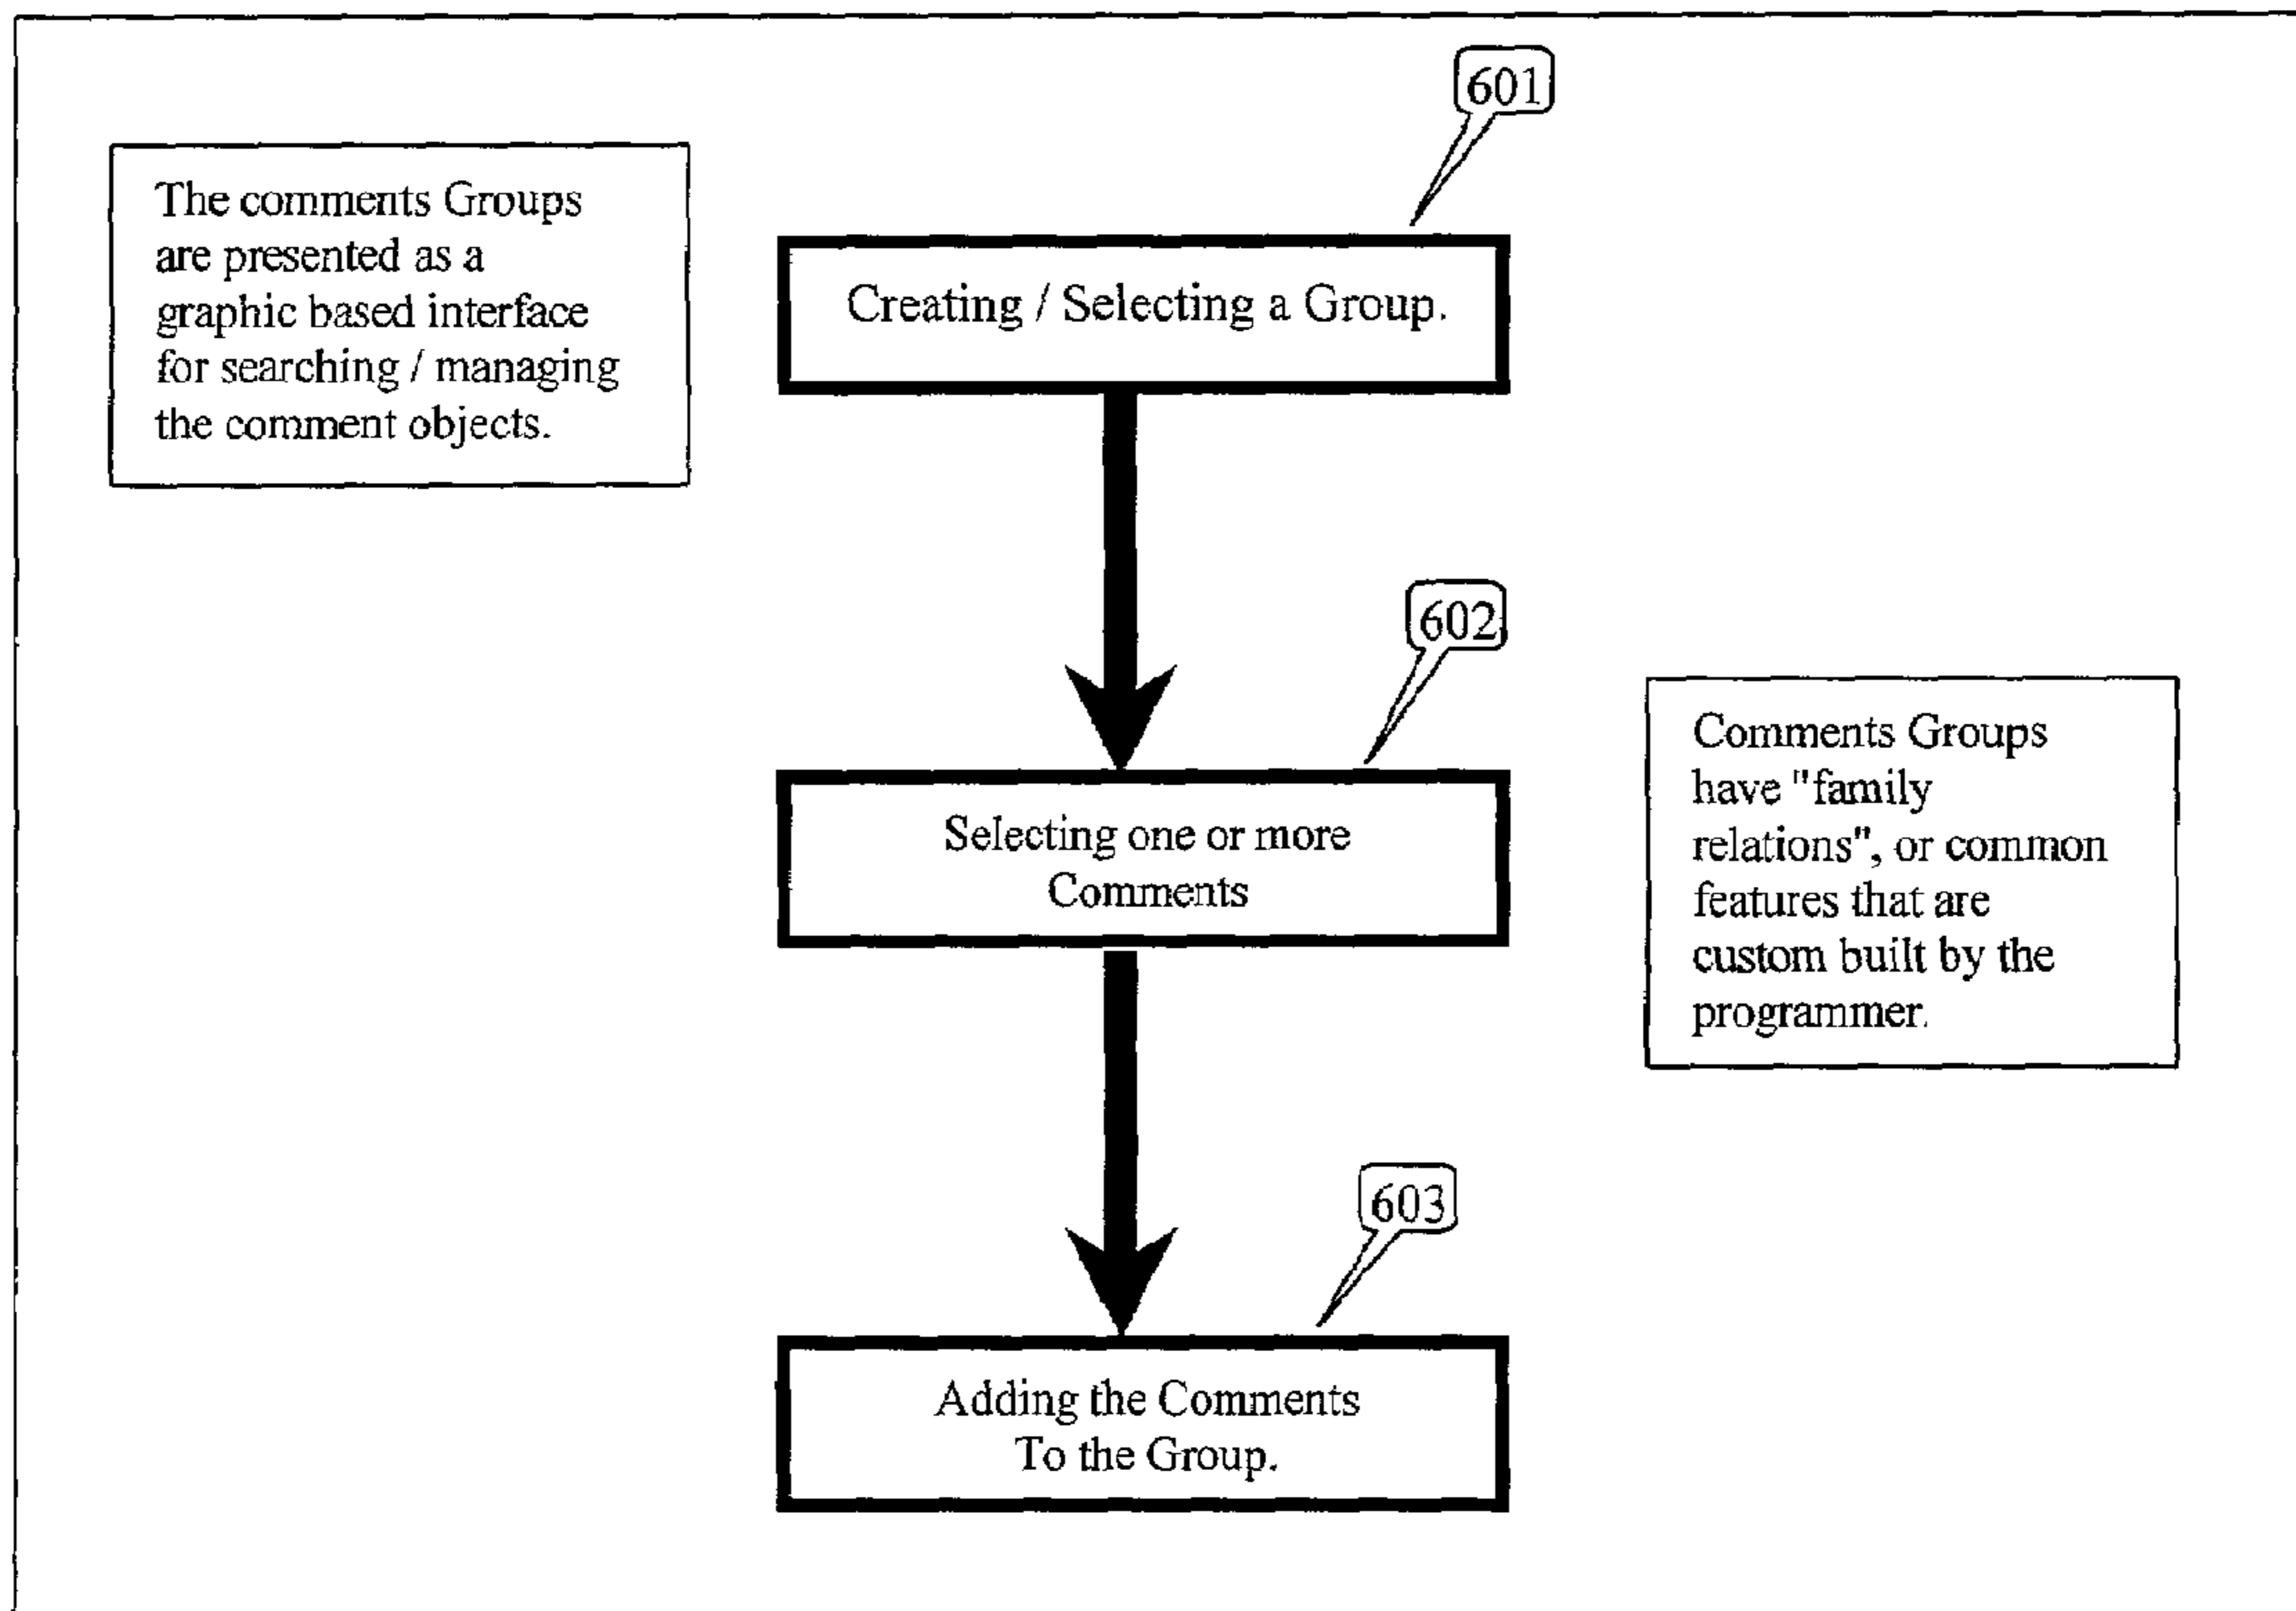 601
The comments Groups
are presented as a
graphic based interface
for searching / managing
the comment objects.
Creating / Selecting a Group.
602
Selecting one or more
Comments
Comments Groups
have "family
relations", or common
features that are
custom built by the
programmer.
603
Adding the Comments
To the Group.